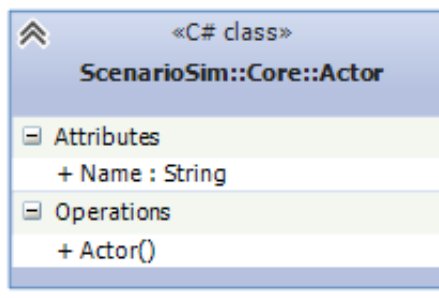 «C# class»
ScenarioSim::Core::Actor
Attributes
+ Name : String
Operations
+ Actor()